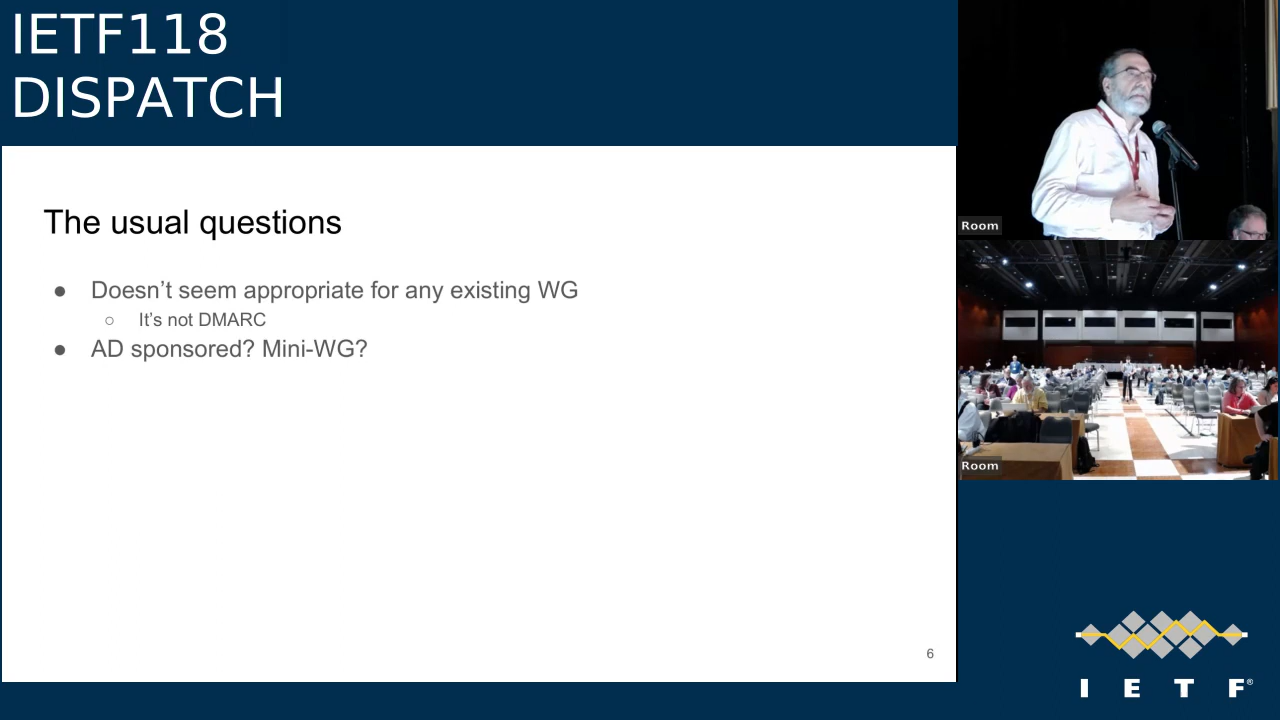 IETF118
DISPATCH
The usual questions
● Doesn’t seem appropriate for any existing WG
○ It’s not DMARC
● AD sponsored? Mini-WG?
6
Room
Room
I E T F®